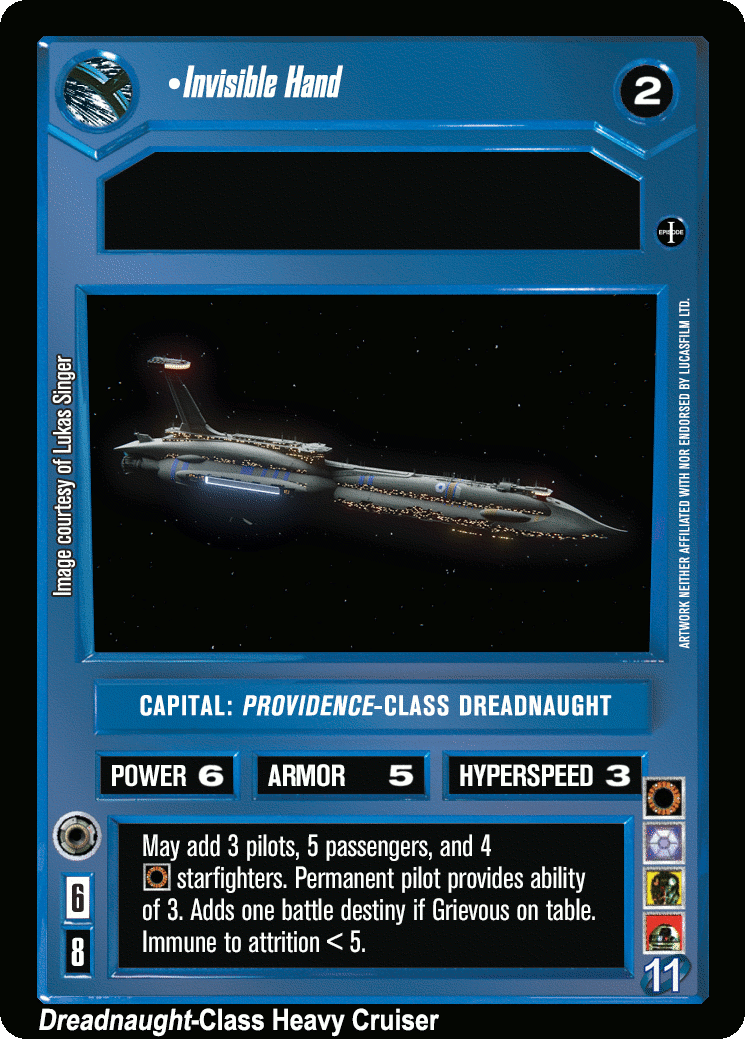 •Invisible Hand
2
EPISODE I
Image courtesy of Lukas Singer
ARTWORK NEITHER AFFILIATED WITH NOR ENDORSED BY LUCASFILM LTD.
CAPITAL: PROVIDENCE-CLASS DREADNAUGHT
POWER 6
ARMOR 5
HYPERSPEED 3
May add 3 pilots, 5 passengers, and 4
starfighters. Permanent pilot provides ability
of 3. Adds one battle destiny if Grievous on table.
Immune to attrition < 5.
6
8
11
Dreadnaught-Class Heavy Cruiser